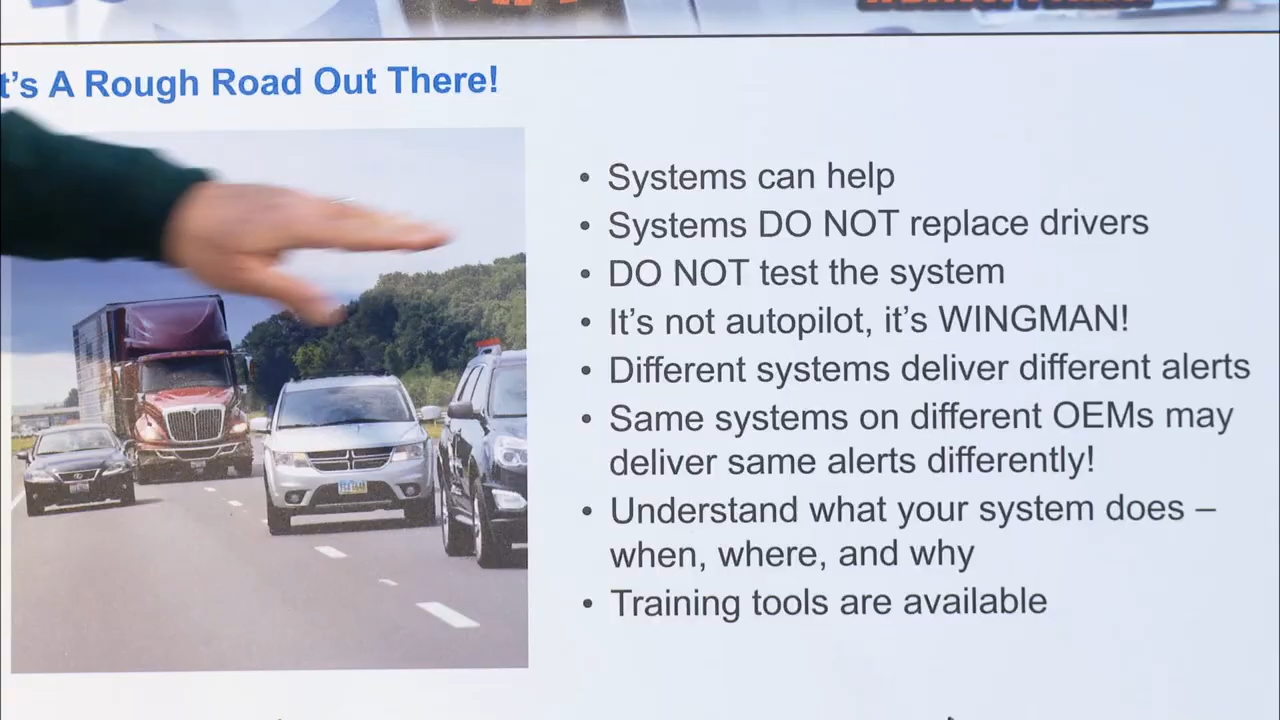 t's A Rough Road Out There!
• Systems can help
• Systems DO NOT replace drivers
• DO NOT test the system
• It's not autopilot, it's WINGMAN!
• Different systems deliver different alerts
• Same systems on different OEMs may
deliver same alerts differently!
• Understand what your system does –
when, where, and why
• Training tools are available